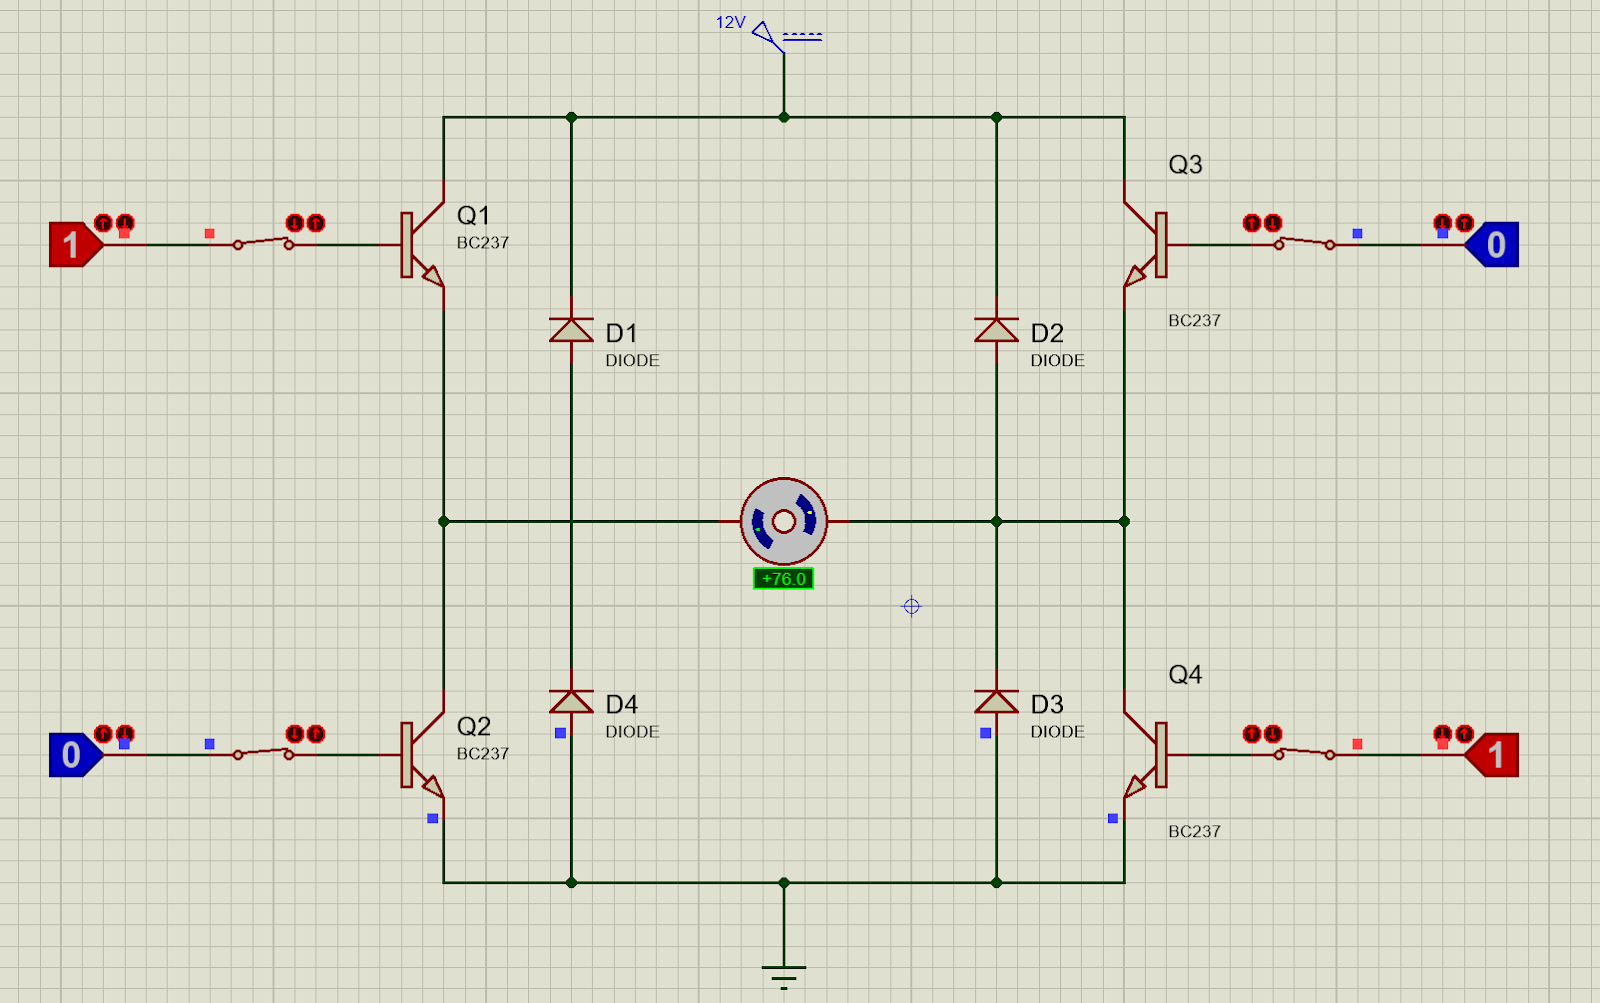 12V
Q3
1
Q1
BC237
0
BC237
D1
DIODE
D2
DIODE
+76.0
Q4
D4
DIODE
D3
DIODE
0
Q2
BC237
1
BC237